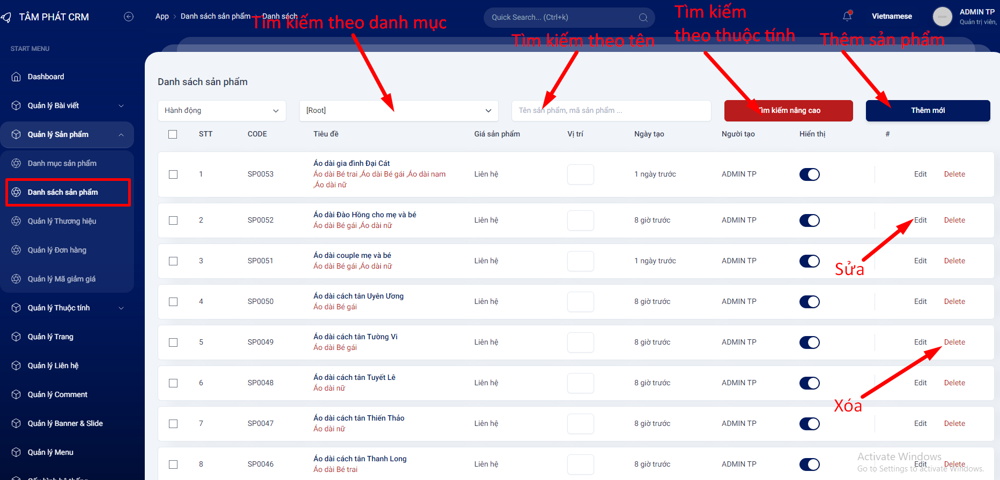 TÂM PHÁT CRM
App > Danh sách sản phẩm > Danh sách
Quick Search... (Ctrl+k)
Vietnamese
ADMIN TP
Quản trị viên,
Tìm kiếm theo danh mục
Tìm kiếm theo tên
Tìm kiếm
theo thuộc tính
Thêm sản phẩm
START MENU
Dashboard
Quản lý Bài viết
Quản lý Sản phẩm
Danh mục sản phẩm
Danh sách sản phẩm
Quản lý Thương hiệu
Quản lý Đơn hàng
Quản lý Mã giảm giá
Quản lý Thuộc tính
Quản lý Trang
Quản lý Liên hệ
Quản lý Comment
Quản lý Banner & Slide
Quản lý Menu
Danh sách sản phẩm
Hành động
[Root]
Tên sản phẩm, mã sản phẩm ...
Tìm kiếm nâng cao
Thêm mới
STT CODE Tiêu đề Giá sản phẩm Vị trí Ngày tạo Người tạo Hiển thị #
1 SP0053 Áo dài gia đình Đại Cát Liên hệ 1 ngày trước ADMIN TP Edit Delete
Áo dài Bé trai ,Áo dài Bé gái ,Áo dài nam
,Áo dài nữ
2 SP0052 Áo dài Đào Hồng cho mẹ và bé Liên hệ 8 giờ trước ADMIN TP Edit Delete
Áo dài Bé gái ,Áo dài nữ
3 SP0051 Áo dài couple mẹ và bé Liên hệ 1 ngày trước ADMIN TP Edit Delete
Áo dài Bé gái ,Áo dài nữ
Sửa
4 SP0050 Áo dài cách tân Uyên Ương Liên hệ 8 giờ trước ADMIN TP Edit Delete
Áo dài Bé gái
5 SP0049 Áo dài cách tân Tường Vi Liên hệ 8 giờ trước ADMIN TP Edit Delete
Áo dài Bé gái
6 SP0048 Áo dài cách tân Tuyết Lê Liên hệ 8 giờ trước ADMIN TP Edit Delete
Áo dài nữ
Xóa
7 SP0047 Áo dài cách tân Thiến Thảo Liên hệ 8 giờ trước ADMIN TP Edit Delete
Áo dài nữ
8 SP0046 Áo dài cách tân Thanh Long Liên hệ 8 giờ trước ADMIN TP Edit Delete
Áo dài Bé trai
Activate Windows
Go to Settings to activate Windows.